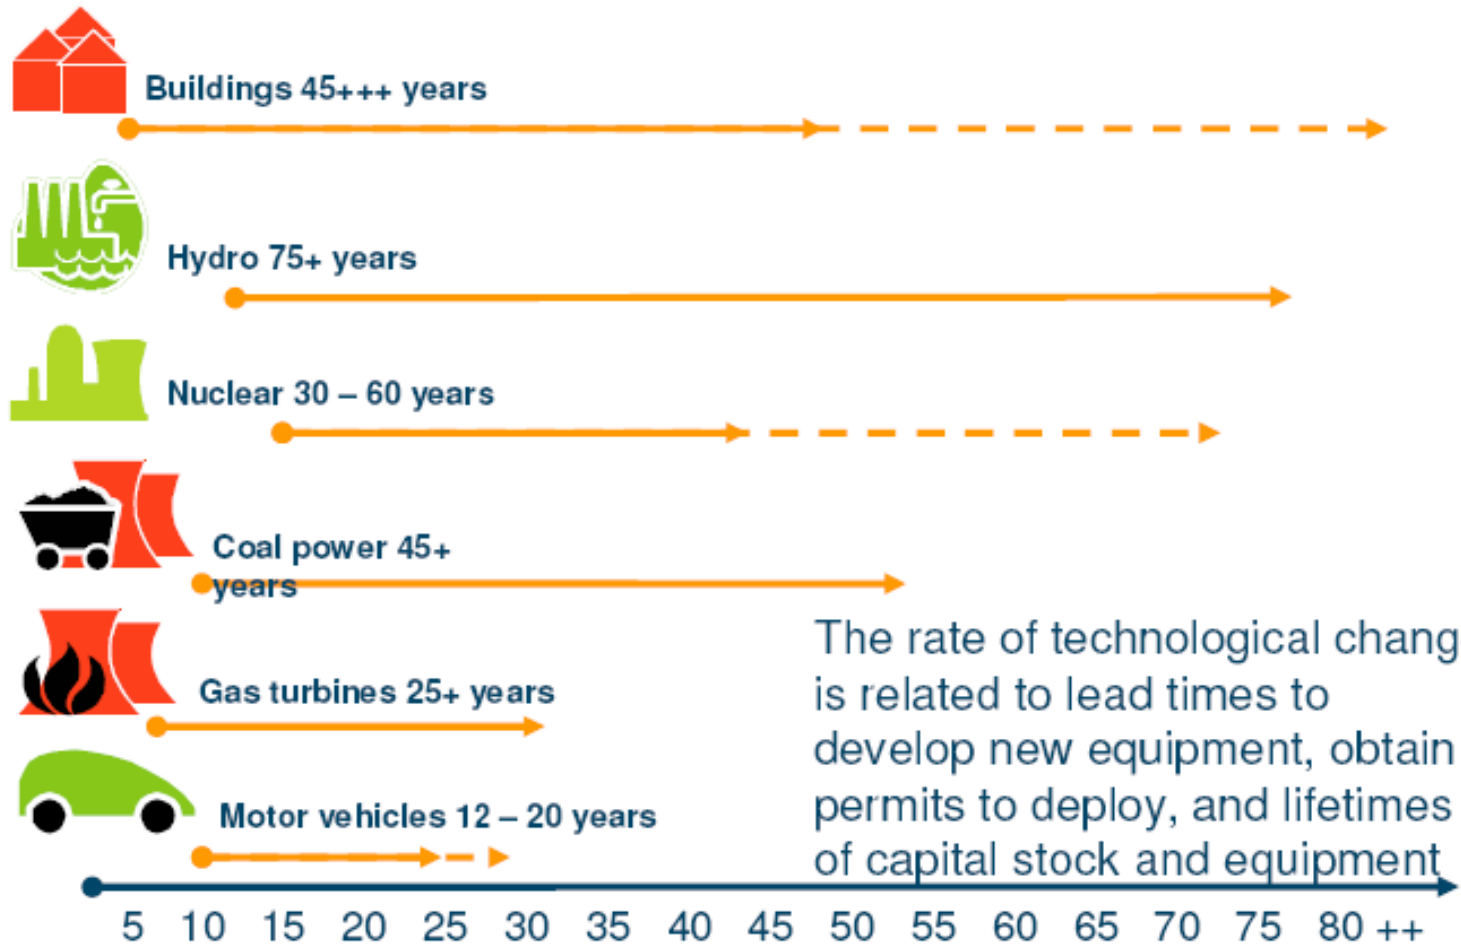 Buildings 45+++ years
Hydro 75+ years
Nuclear 30 – 60 years
Coal power 45+
years
Gas turbines 25+ years
Motor vehicles 12 – 20 years
The rate of technological chang
is related to lead times to
develop new equipment, obtain
permits to deploy, and lifetimes
of capital stock and equipment
5 10 15 20 25 30 35 40 45 50 55 60 65 70 75 80 ++